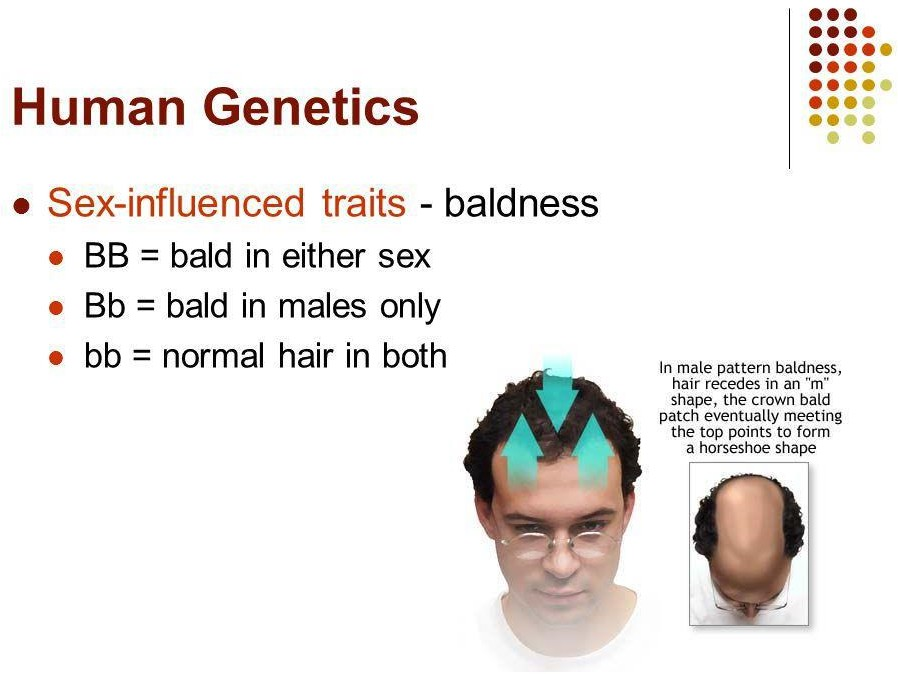 Human Genetics
Sex-influenced traits - baldness
BB = bald in either sex
Bb = bald in males only
bb = normal hair in both
In male pattern baldness,
hair recedes in an "m"
shape, the crown bald
patch eventually meeting
the top points to form
a horseshoe shape